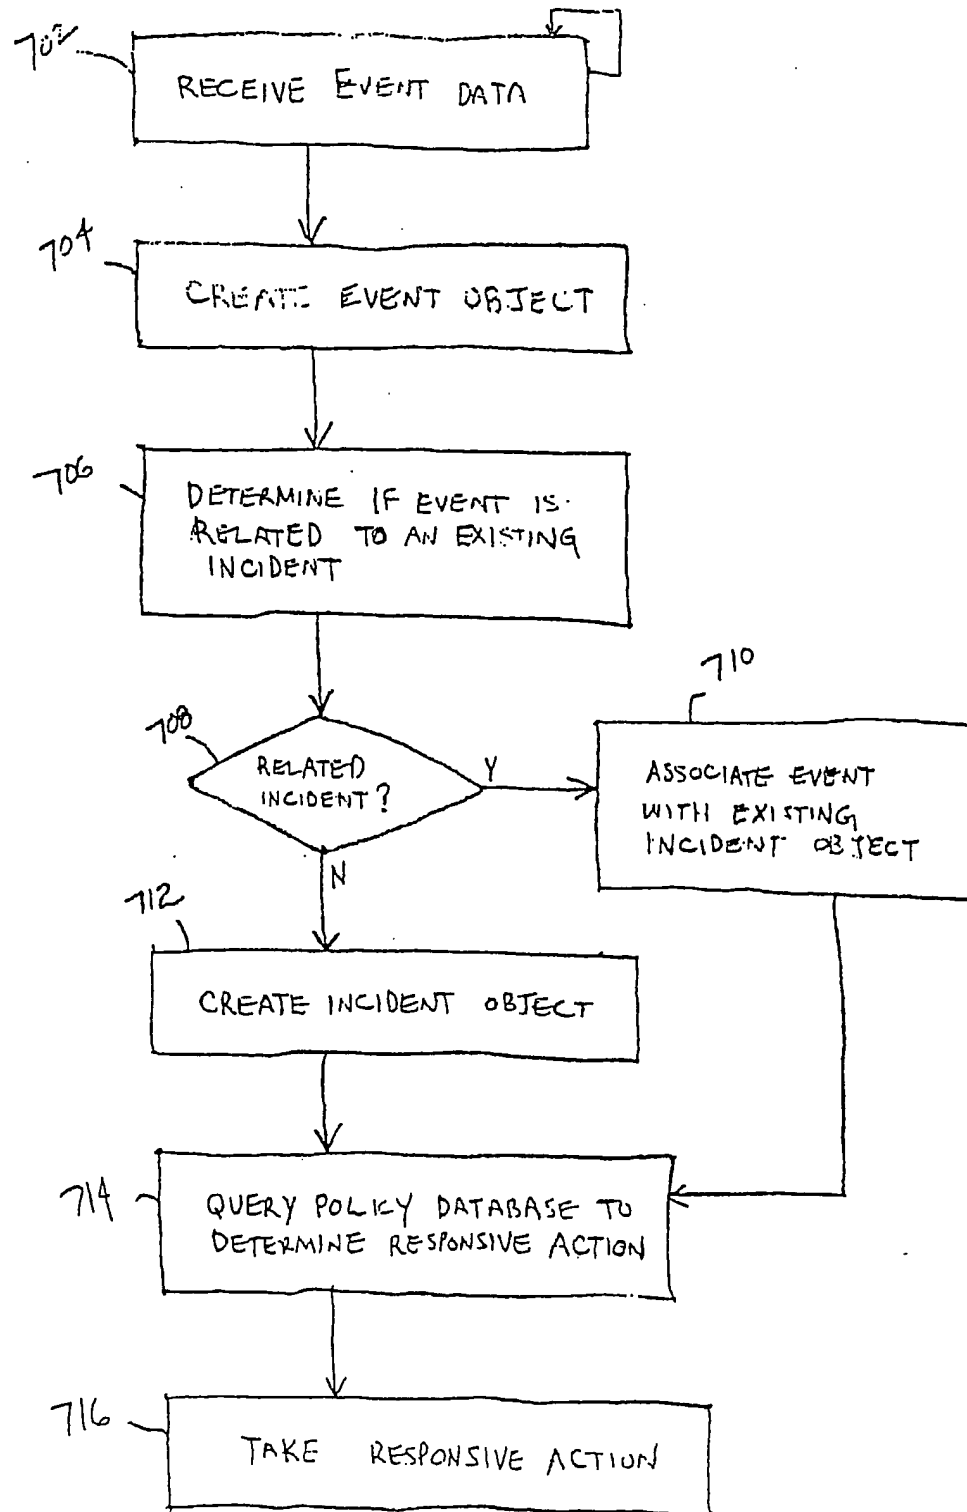 702
RECEIVE EVENT DATA
704
CREATE EVENT OBJECT
706
DETERMINE IF EVENT IS
RELATED TO AN EXISTING
INCIDENT
708
RELATED
INCIDENT?
Y
N
710
ASSOCIATE EVENT
WITH EXISTING
INCIDENT OBJECT
712
CREATE INCIDENT OBJECT
714
QUERY POLICY DATABASE TO
DETERMINE RESPONSIVE ACTION
716
TAKE RESPONSIVE ACTION